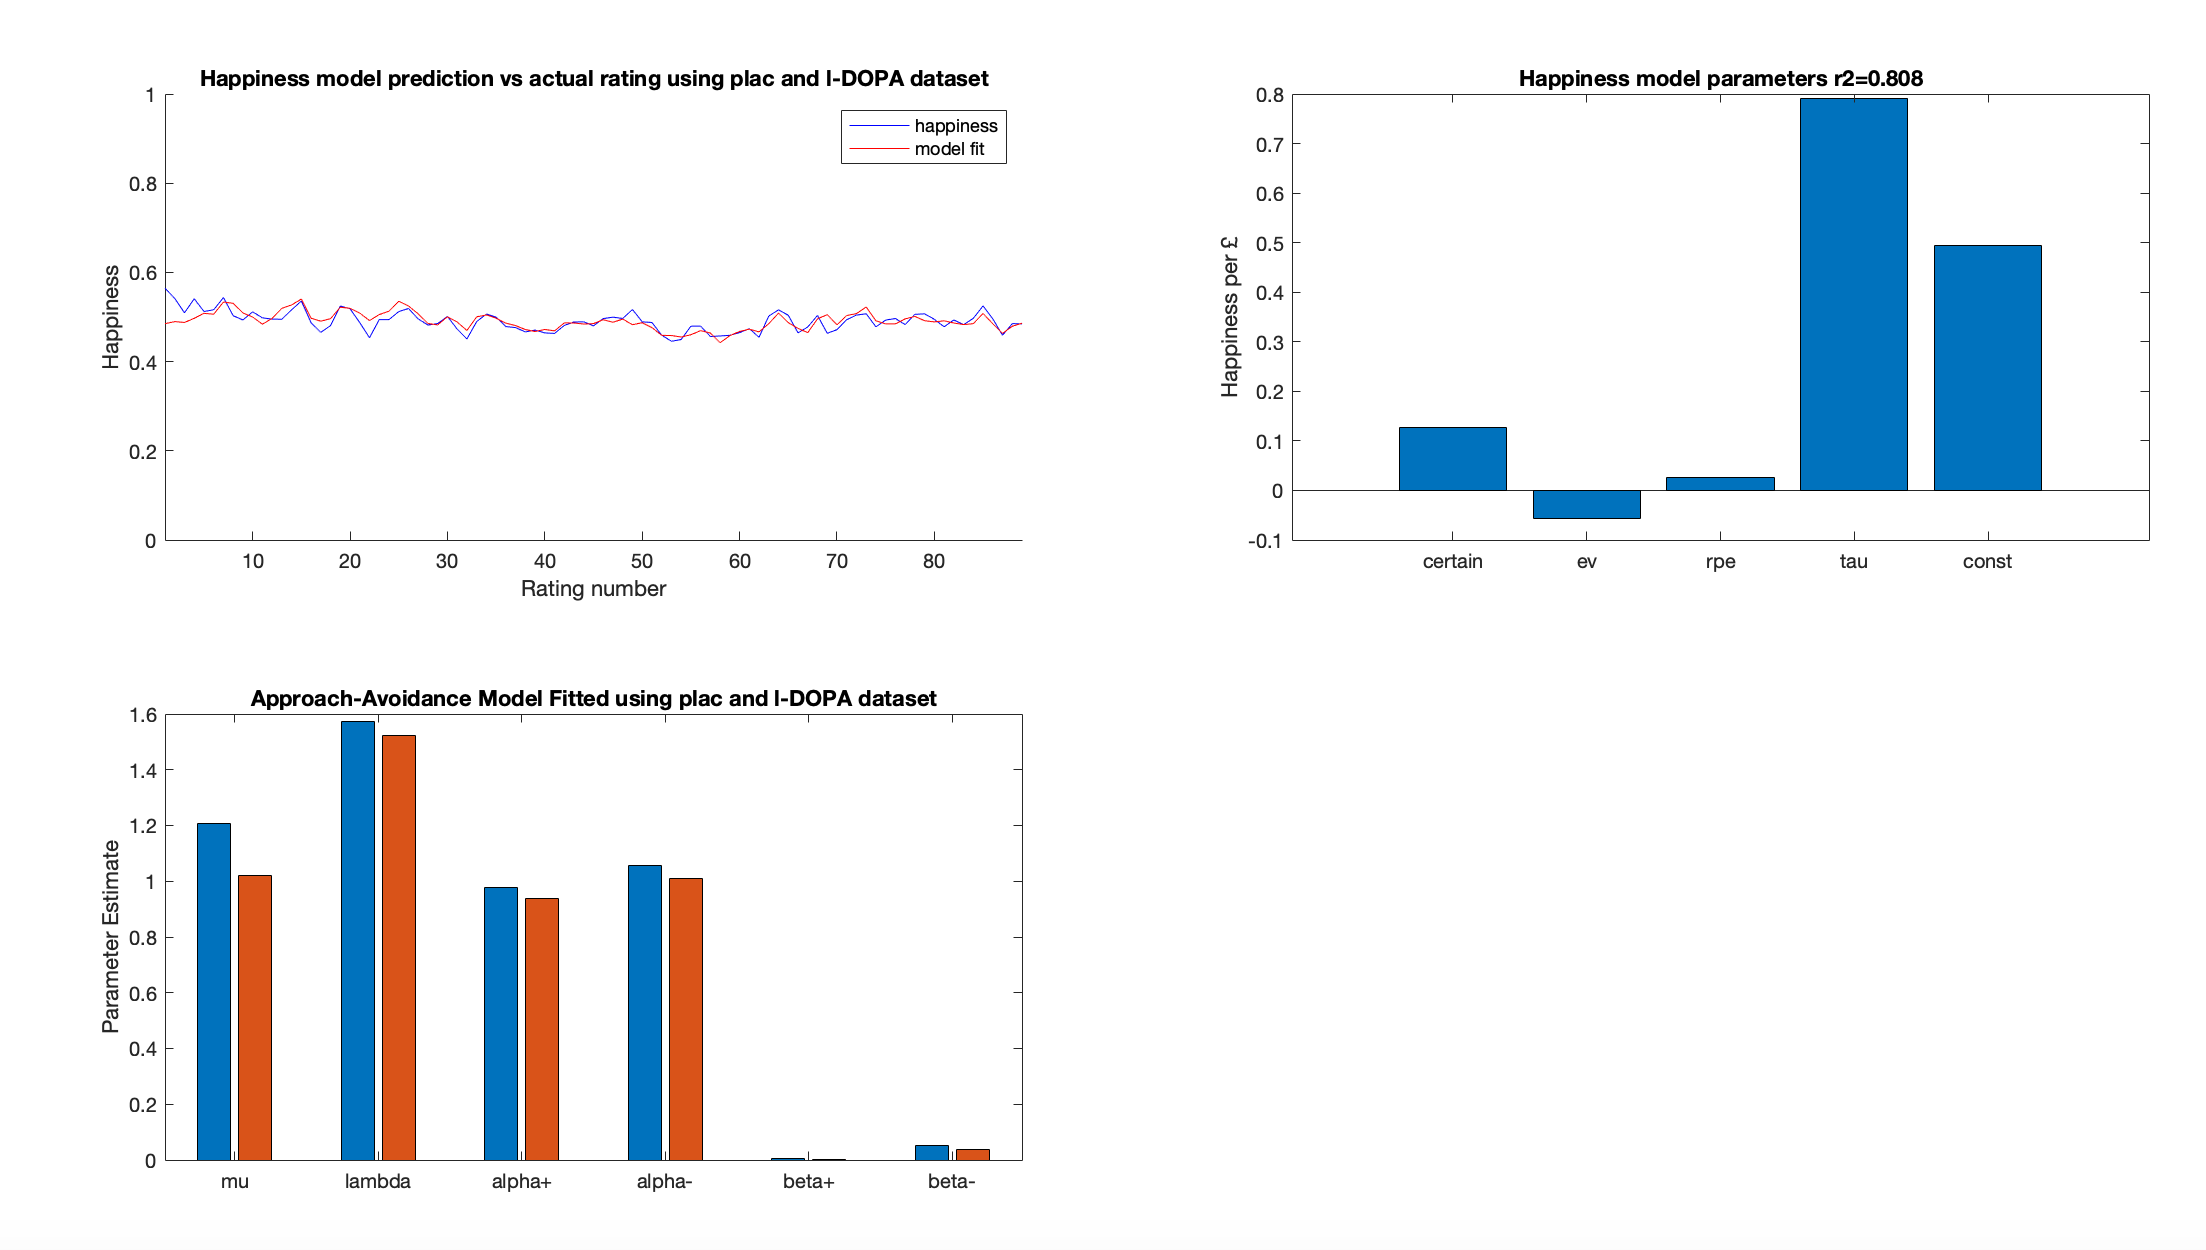 Happiness model prediction vs actual rating using plac and l-DOPA dataset
1
0.8
0.6
0.4
0.2
0
Happiness
happiness
model fit
10 20 30 40 50 60 70 80
Rating number
Happiness model parameters r2=0.808
0.8
0.7
0.6
0.5
0.4
0.3
0.2
0.1
0
-0.1
Happiness per £
certain ev rpe tau const
Approach-Avoidance Model Fitted using plac and l-DOPA dataset
1.6
1.4
1.2
1
0.8
0.6
0.4
0.2
0
Parameter Estimate
mu lambda alpha+ alpha- beta+ beta-